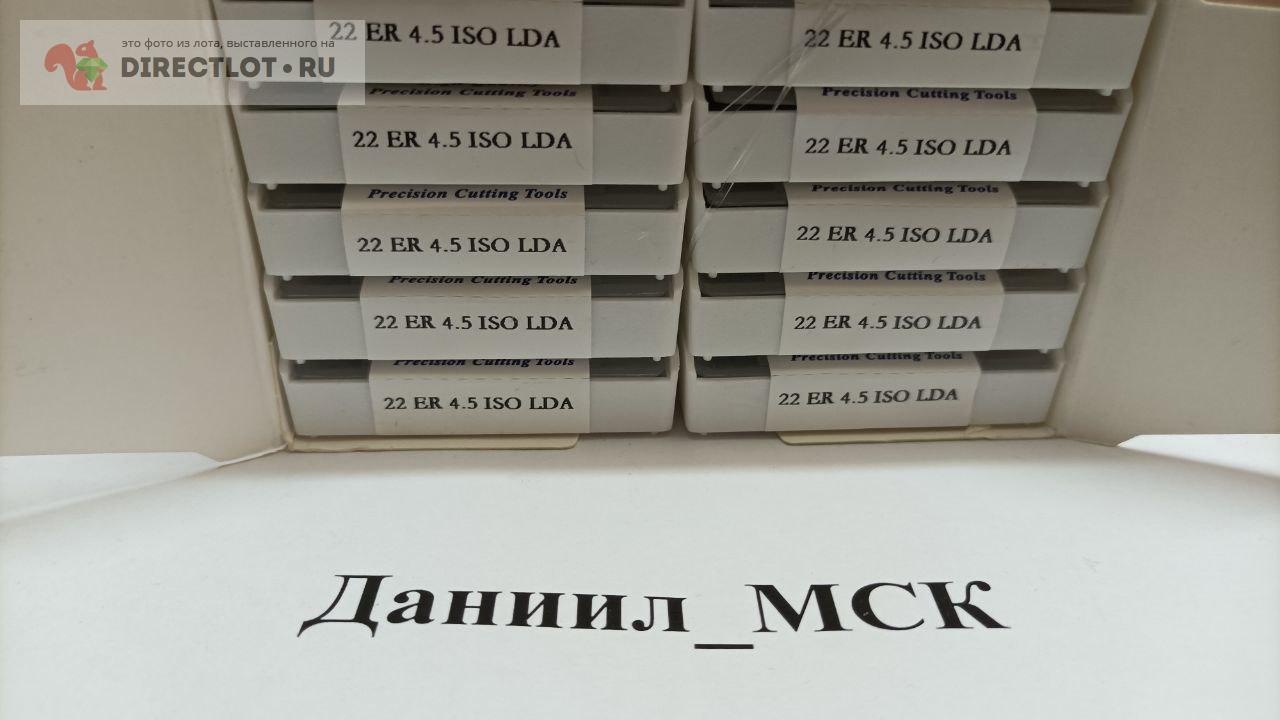 это фото из лота, выставленного на
DIRECTLOT•RU
22 ER 4.5 ISO LDA
Precision Cutting Tools
22 ER 4.5 ISO LDA
Precision Cutting Tools
22 ER 4.5 ISO LDA
Precision Cutting Tools
22 ER 4.5 ISO LDA
Precision Cutting Tools
22 ER 4.5 ISO LDA
22 ER 4.5 ISO LDA
Precision Cutting Tools
22 ER 4.5 ISO LDA
Precision Cutting Tools
22 ER 4.5 ISO LDA
Precision Cutting Tools
22 ER 4.5 ISO LDA
Precision Cutting Tools
22 ER 4.5 ISO LDA
Даниил_МСК